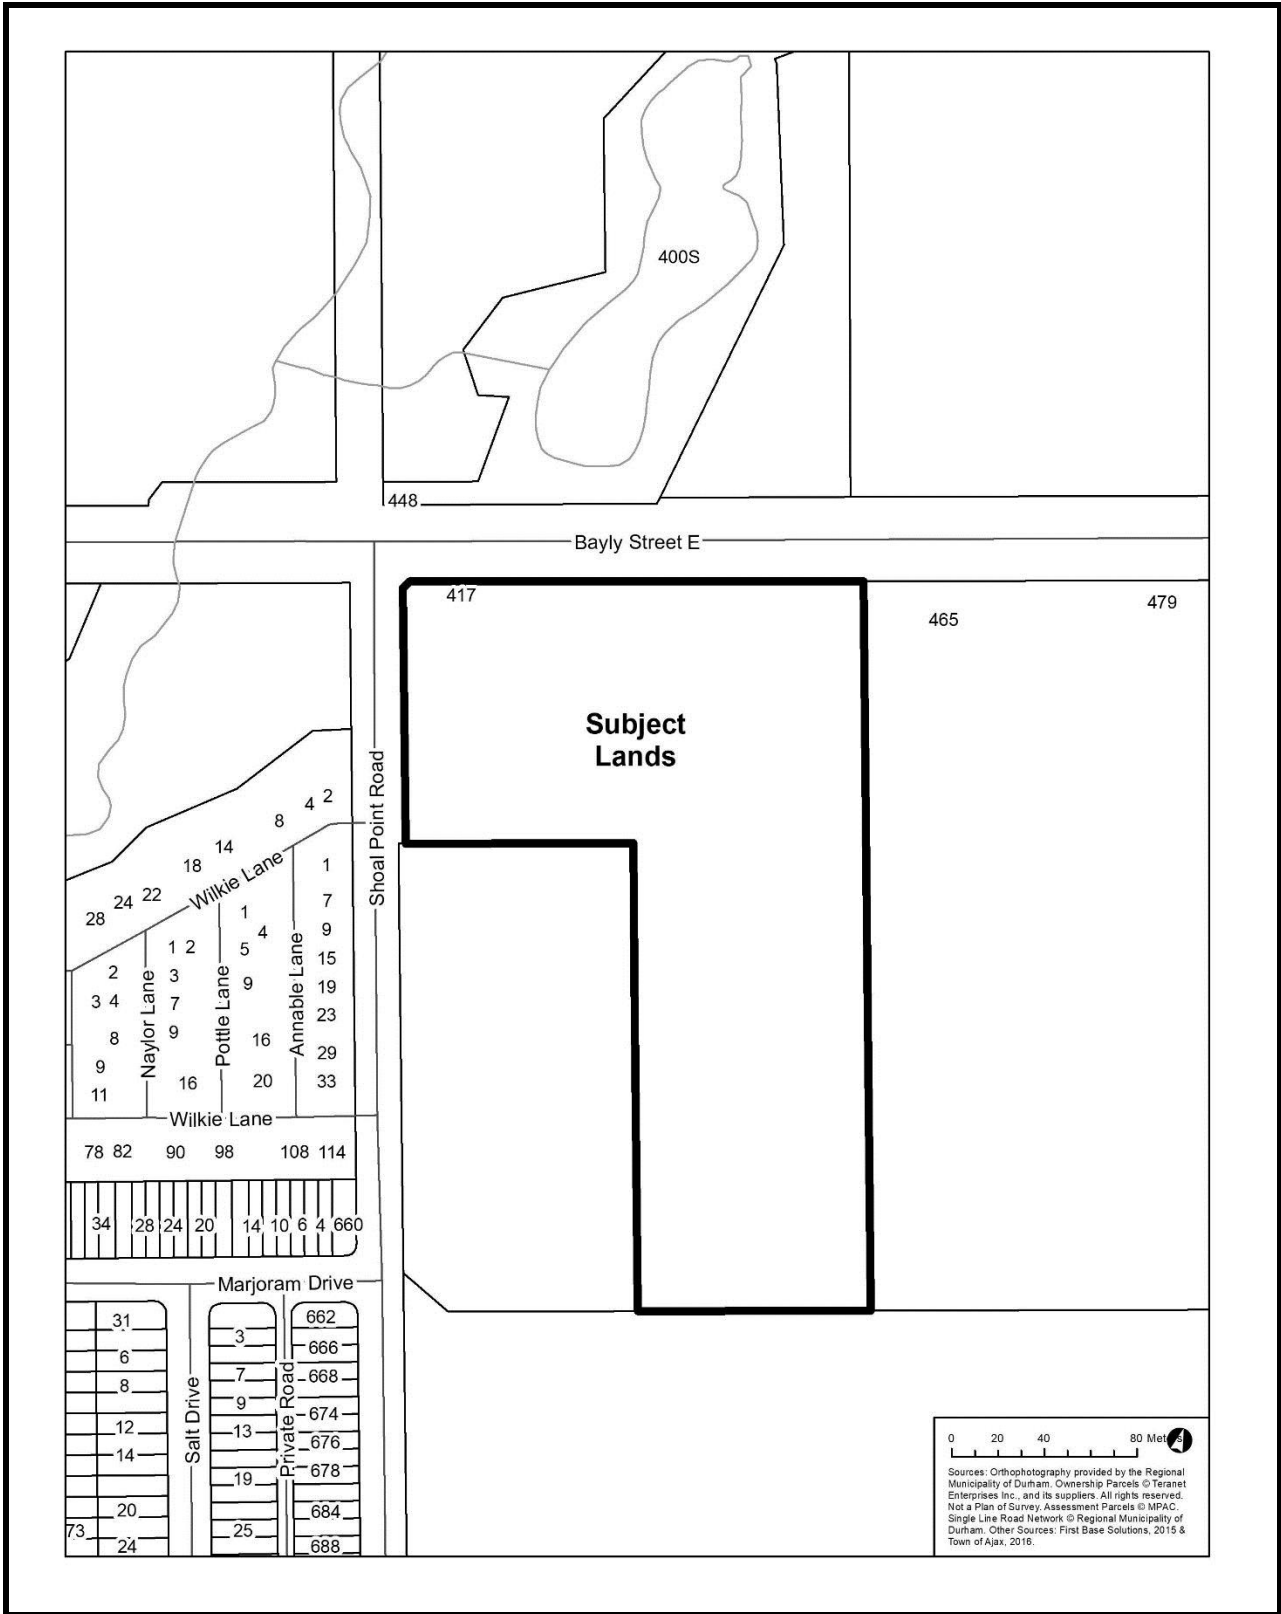 400S
448
Bayly Street E
417
479
465
Subject
Lands
Shoal Point Road
2
4
8
14
18
22
24
28
Wilkie Lane
1
7
9
15
19
23
29
33
1
4
5
9
16
20
1 2
3
7
9
16
2
3 4
8
9
11
Naylor Lane
Pottle Lane
Annable Lane
Wilkie Lane
78 82 90 98 108 114
34 28 24 20 14 10 6 4 660
Marjoram Drive
31
6
8
12
14
20
73
24
Salt Drive
3
7
9
13
19
25
Private Road
662
666
668
674
676
678
684
688
0 20 40 80 Meters
Sources: Orthophotography provided by the Regional
Municipality of Durham. Ownership Parcels © Teranet
Enterprises Inc., and its suppliers. All rights reserved.
Not a Plan of Survey. Assessment Parcels © MPAC.
Single Line Road Network © Regional Municipality of
Durham. Other Sources: First Base Solutions, 2015 &
Town of Ajax, 2016.